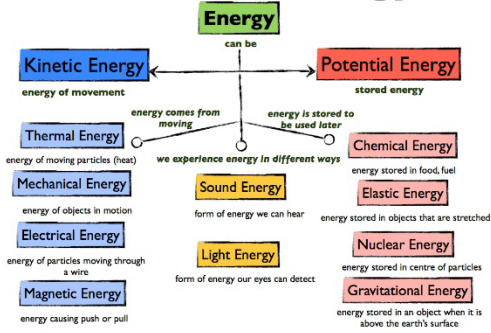 Energy
can be
Kinetic Energy
energy of movement
Potential Energy
stored energy
energy comes from
moving
energy is stored to
be used later
we experience energy in different ways
Thermal Energy
energy of moving particles (heat)
Mechanical Energy
energy of objects in motion
Electrical Energy
energy of particles moving through
a wire
Magnetic Energy
energy causing push or pull
Sound Energy
form of energy we can hear
Light Energy
form of energy our eyes can detect
Chemical Energy
energy stored in food, fuel
Elastic Energy
energy stored in objects that are stretched
Nuclear Energy
energy stored in centre of particles
Gravitational Energy
energy stored in an object when it is
above the earth's surface